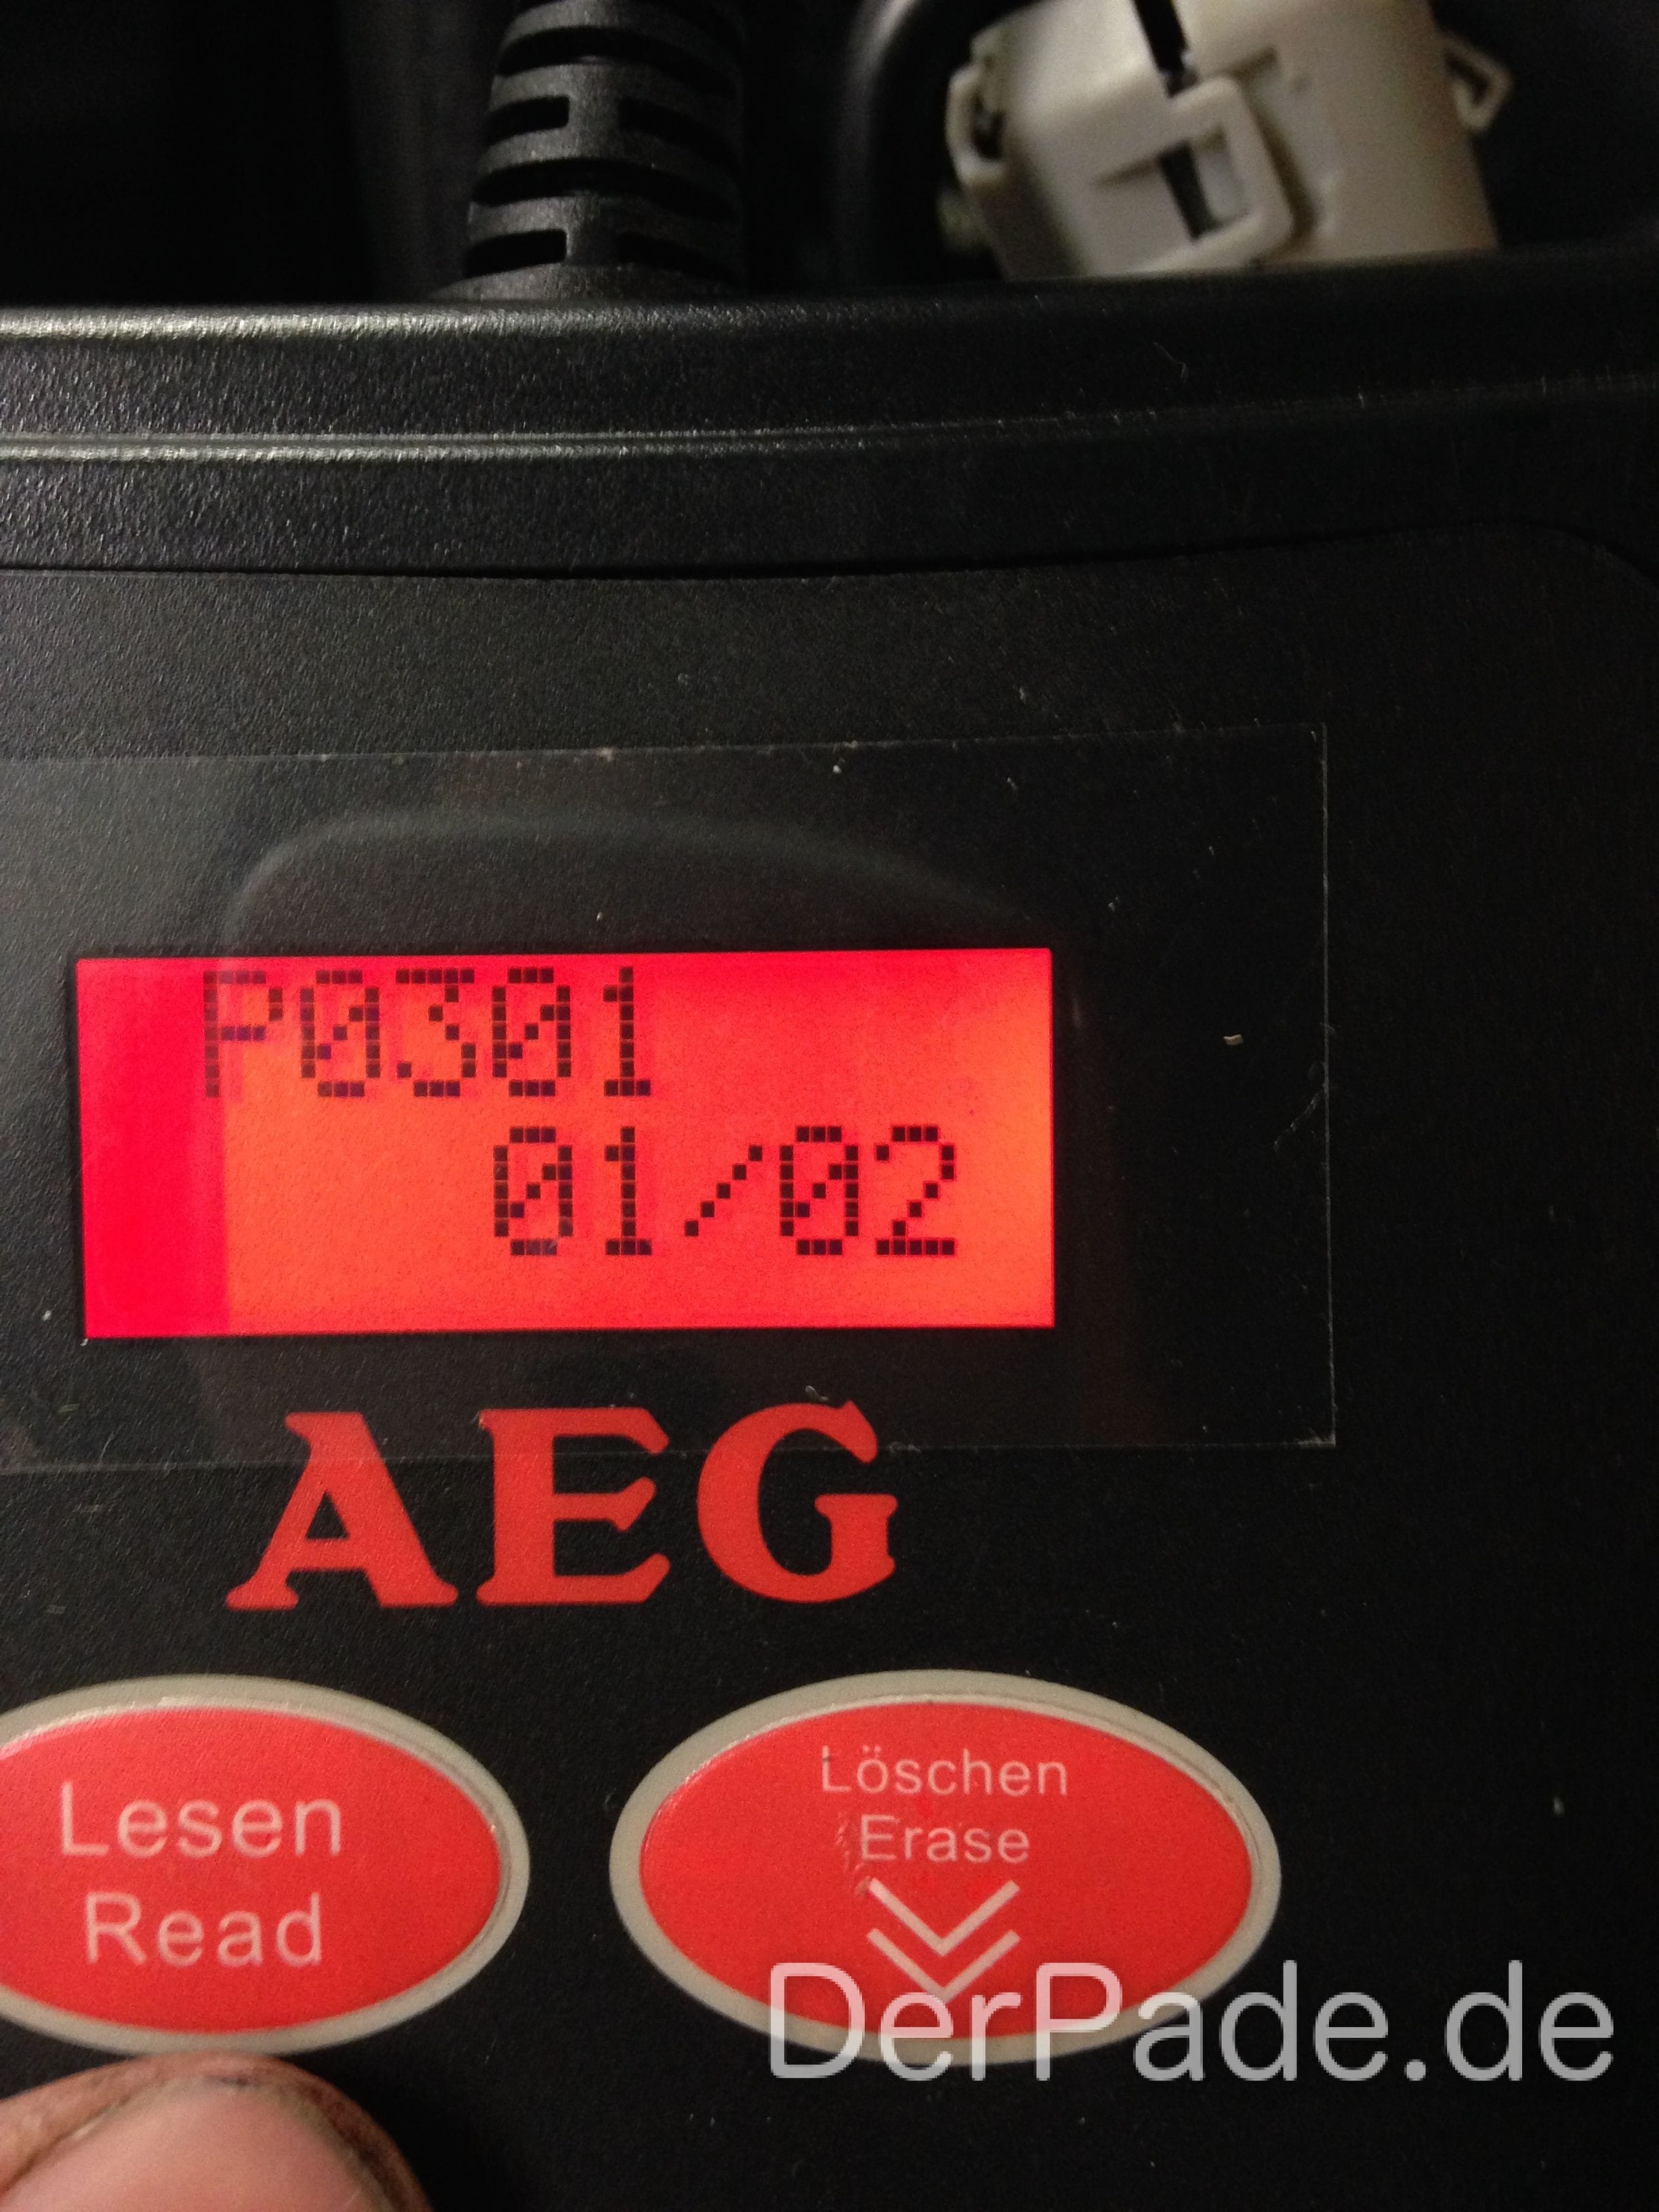 P0301
01/02
AEG
Lesen
Read
Löschen
Erase
DerPade.de